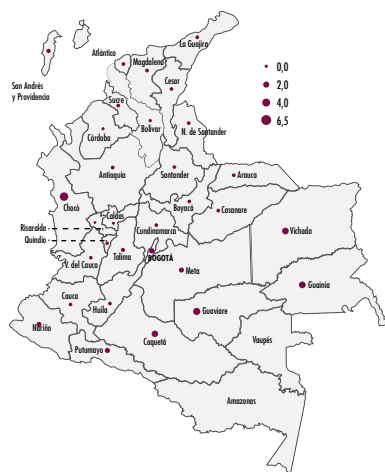 La Guajira
Atlántico
Magdalena
San Andrés
y Providencia
Cesar
Sucre
Bolivar
N. de Santander
Córdoba
Antioquia
Santander
Arauca
Chocó
Boyacá
Casanare
Caldas
Risaralda
Quindío
Cundinamarca
Vichada
BOGOTÁ
V. del Cauca
Tolima
Meta
Guainía
Cauca
Huila
Guaviare
Nariño
Caquetá
Vaupés
Putumayo
Amazonas
0,0
2,0
4,0
6,5